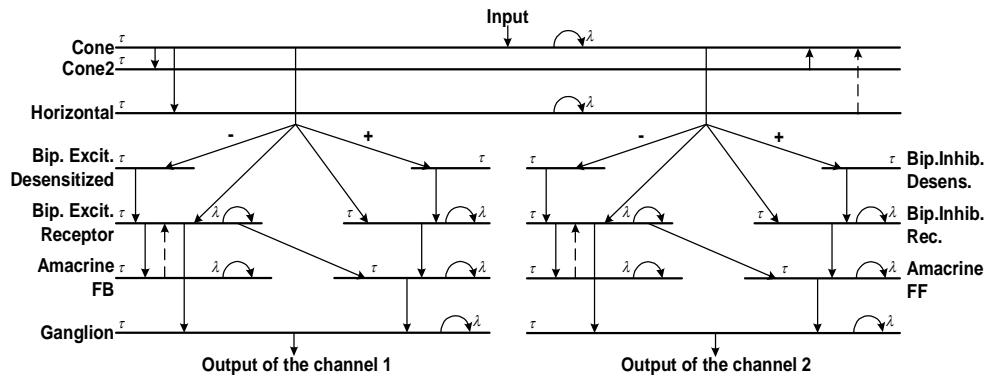 Input
τ
λ
Cone
τ
Cone2
τ
λ
Horizontal
- + - +
Bip. Excit.
Desensitized
τ τ τ τ
Bip.Inhib.
Desens.
Bip. Excit.
Receptor
τ λ τ λ τ λ τ λ
Bip.Inhib.
Rec.
Amacrine
FB
τ λ τ λ τ λ τ λ
Amacrine
FF
Ganglion
τ λ τ λ
Output of the channel 1
Output of the channel 2